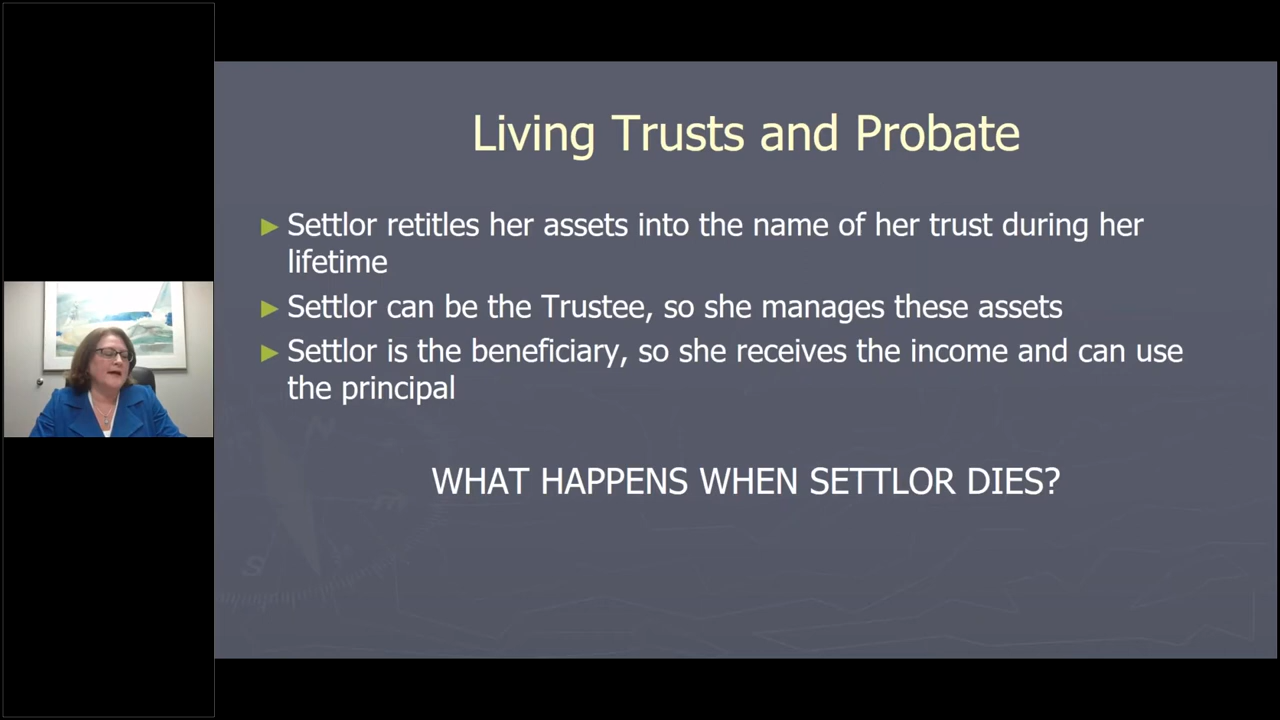 Living Trusts and Probate
► Settlor retitles her assets into the name of her trust during her
lifetime
► Settlor can be the Trustee, so she manages these assets
► Settlor is the beneficiary, so she receives the income and can use
the principal
WHAT HAPPENS WHEN SETTLOR DIES?
N
E
S